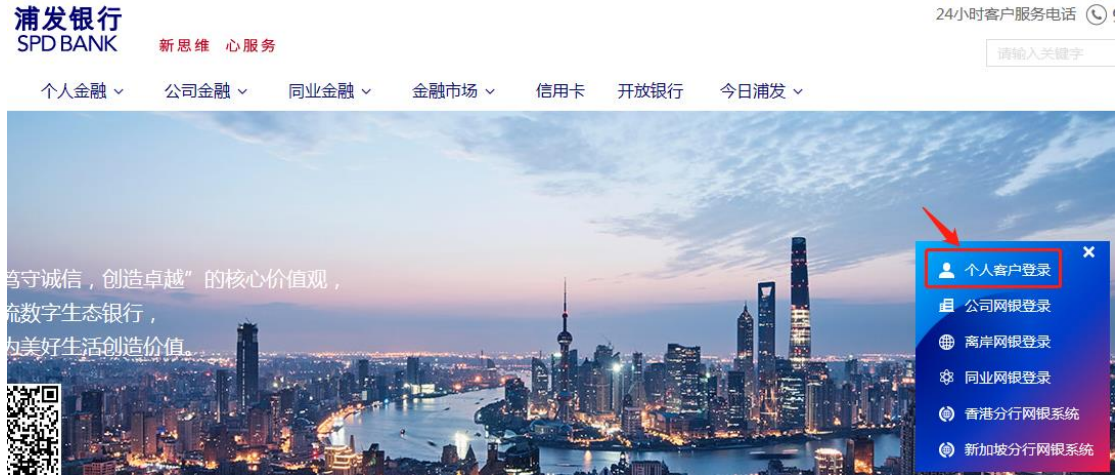 浦发银行
SPD BANK
新思维 心服务
24小时客户服务电话
请输入关键字
个人金融
公司金融
同业金融
金融市场
信用卡
开放银行
今日浦发
笃守诚信，创造卓越”的核心价值观，
流数字生态银行，
为美好生活创造价值。
个人客户登录
公司网银登录
离岸网银登录
同业网银登录
香港分行网银系统
新加坡分行网银系统